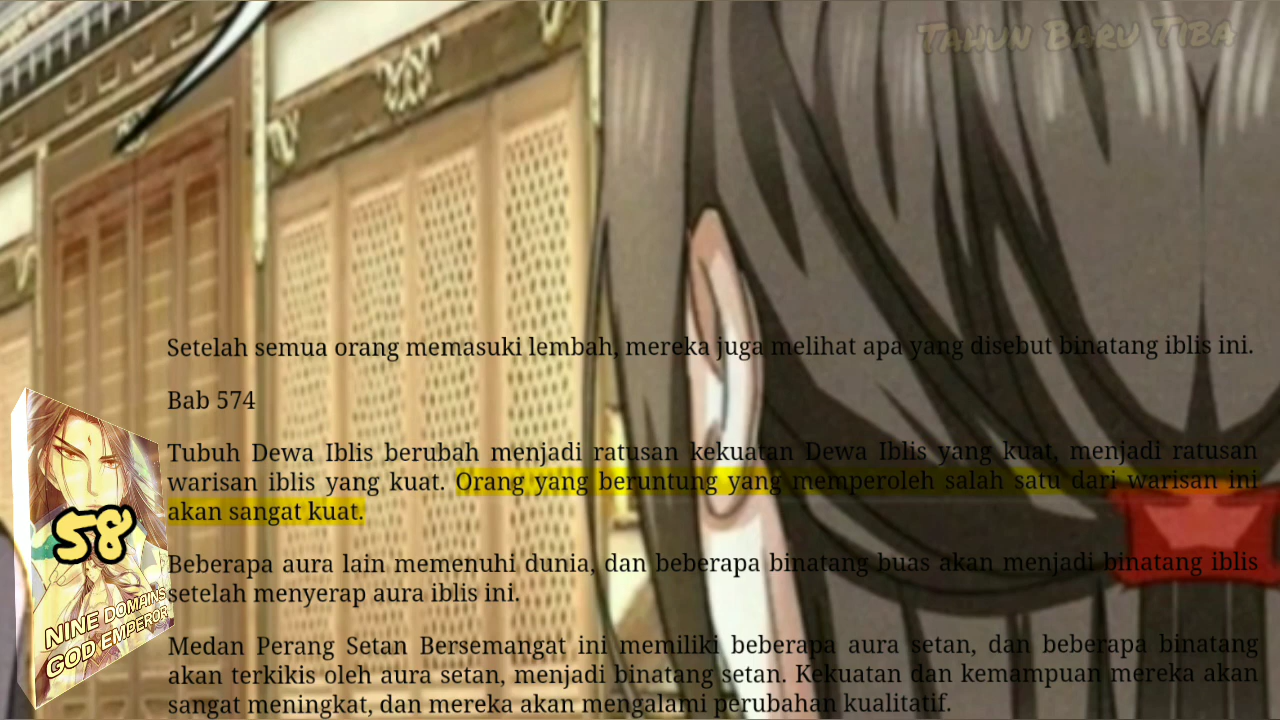 Tahun Baru Tiba
Setelah semua orang memasuki lembah, mereka juga melihat apa yang disebut binatang iblis ini.
Bab 574
Tubuh Dewa Iblis berubah menjadi ratusan kekuatan Dewa Iblis yang kuat, menjadi ratusan
warisan iblis yang kuat. Orang yang beruntung yang memperoleh salah satu dari warisan ini
akan sangat kuat.
Beberapa aura lain memenuhi dunia, dan beberapa binatang buas akan menjadi binatang iblis
setelah menyerap aura iblis ini.
Medan Perang Setan Bersemangat ini memiliki beberapa aura setan, dan beberapa binatang
akan terkikis oleh aura setan, menjadi binatang setan. Kekuatan dan kemampuan mereka akan
sangat meningkat, dan mereka akan mengalami perubahan kualitatif.
58
NINE DOMAINS
GOD EMPEROR